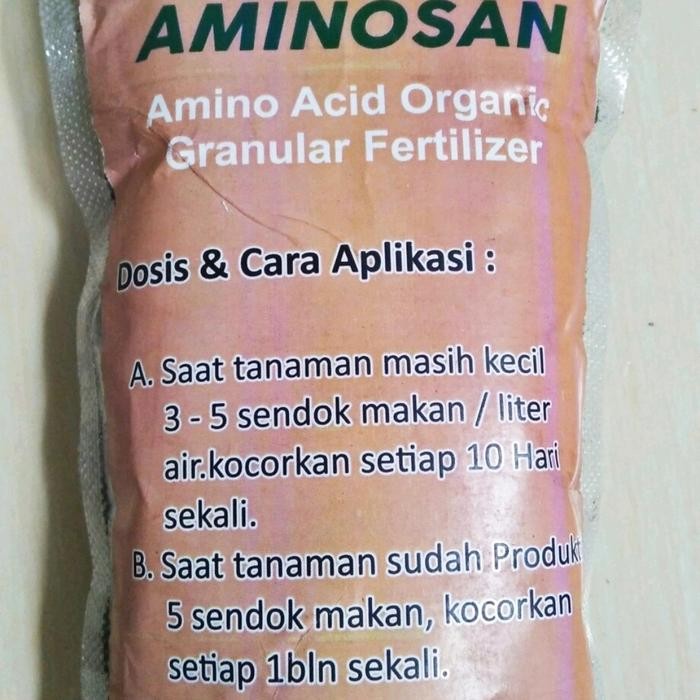 AMINOSAN
Amino Acid Organic
Granular Fertilizer
Dosis & Cara Aplikasi :
A. Saat tanaman masih kecil
3 - 5 sendok makan / liter
air.kocorkan setiap 10 Hari
sekali.
B. Saat tanaman sudah
5 sendok makan, kocorkan
setiap 1bln sekali.